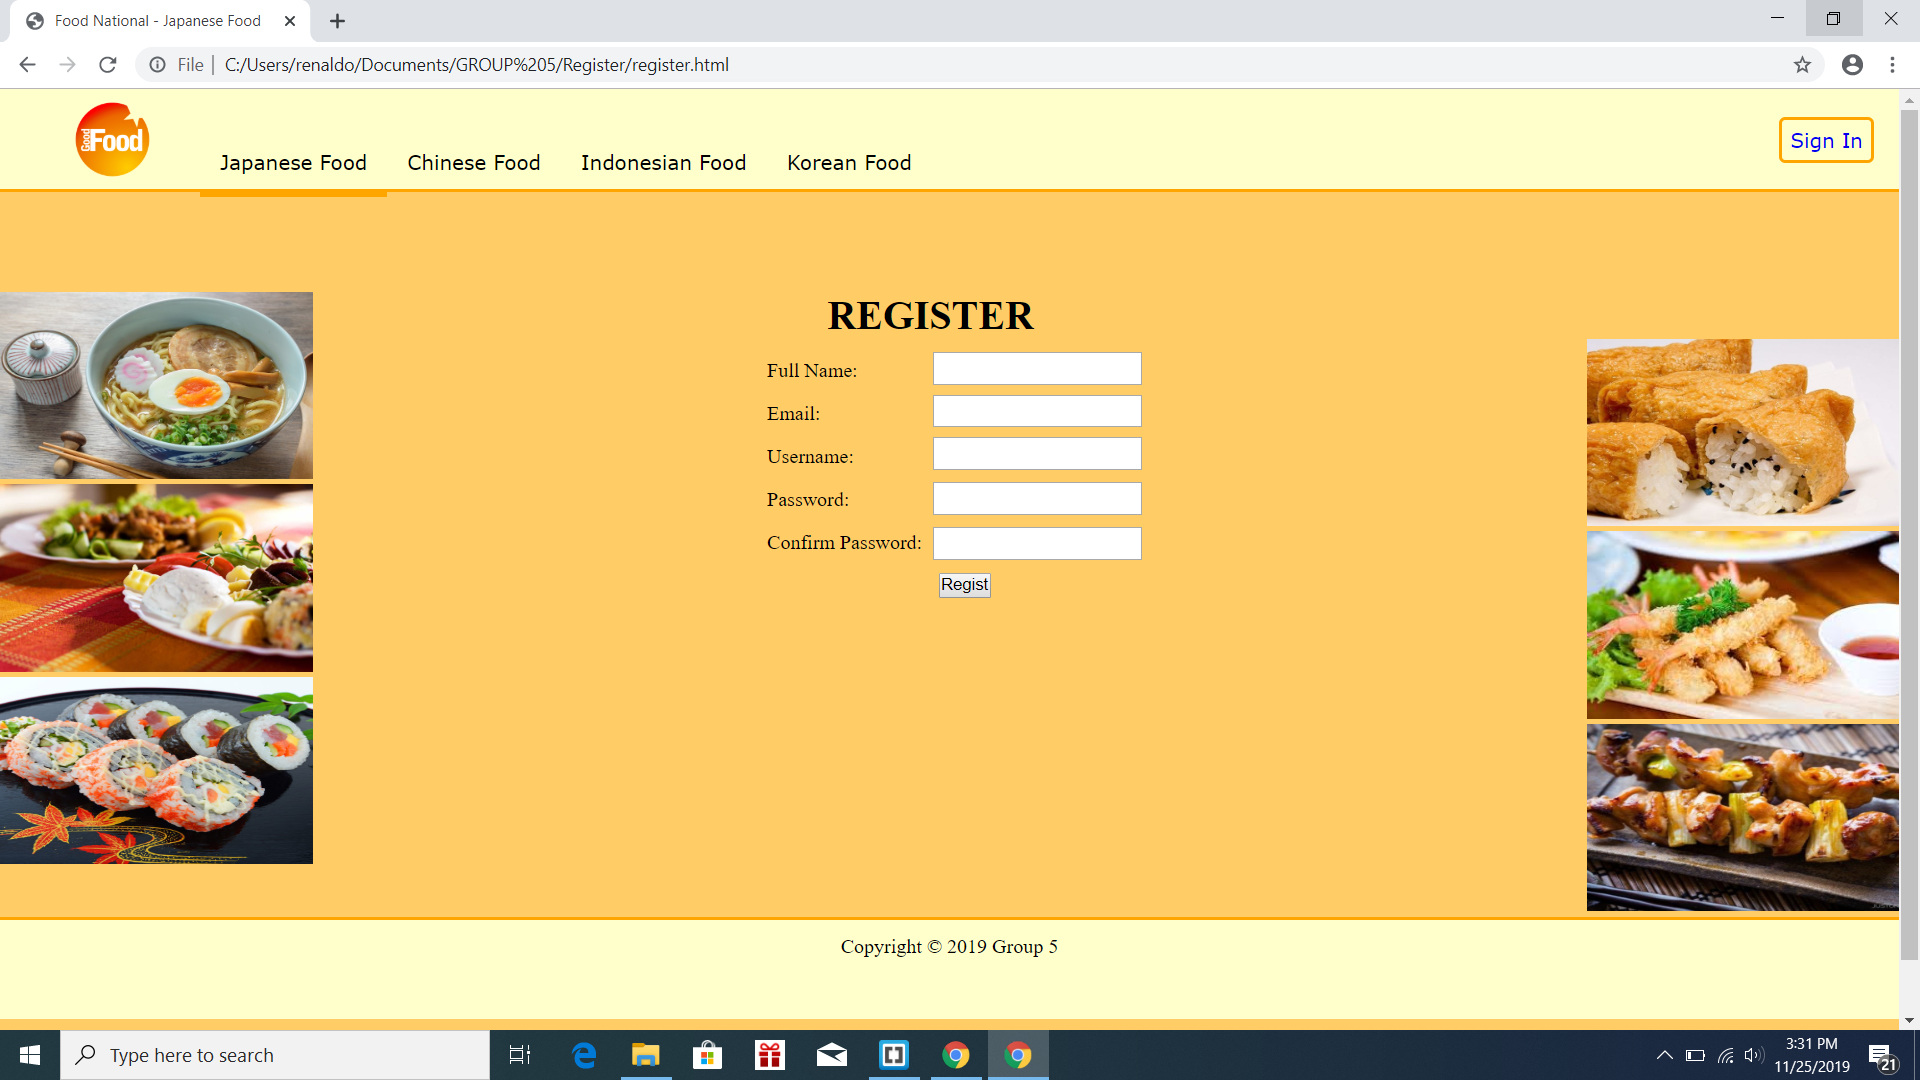 Food National - Japanese Food
File
C:/Users/renaldo/Documents/GROUP%205/Register/register.html
Good Food
Japanese Food
Chinese Food
Indonesian Food
Korean Food
Sign In
REGISTER
Full Name:
Email:
Username:
Password:
Confirm Password:
Regist
Copyright © 2019 Group 5
Type here to search
3:31 PM
11/25/2019
21